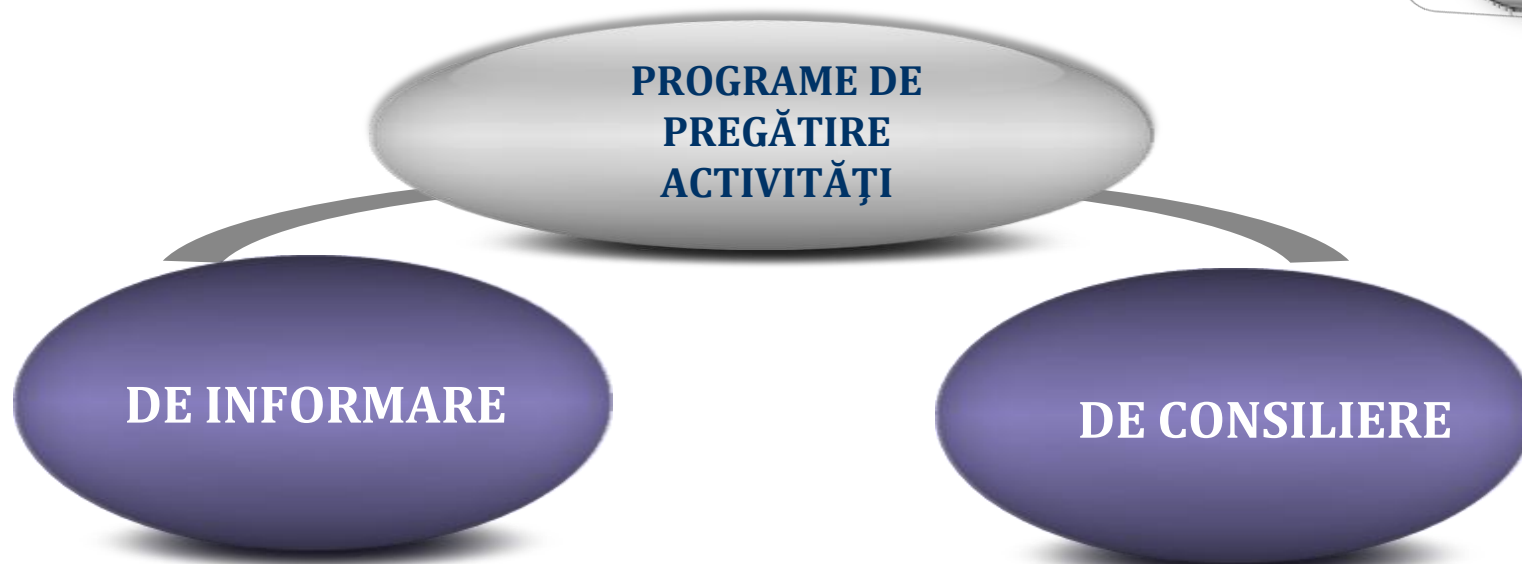 PROGRAME DE
PREGĂTIRE
ACTIVITĂŢI
DE INFORMARE
DE CONSILIERE